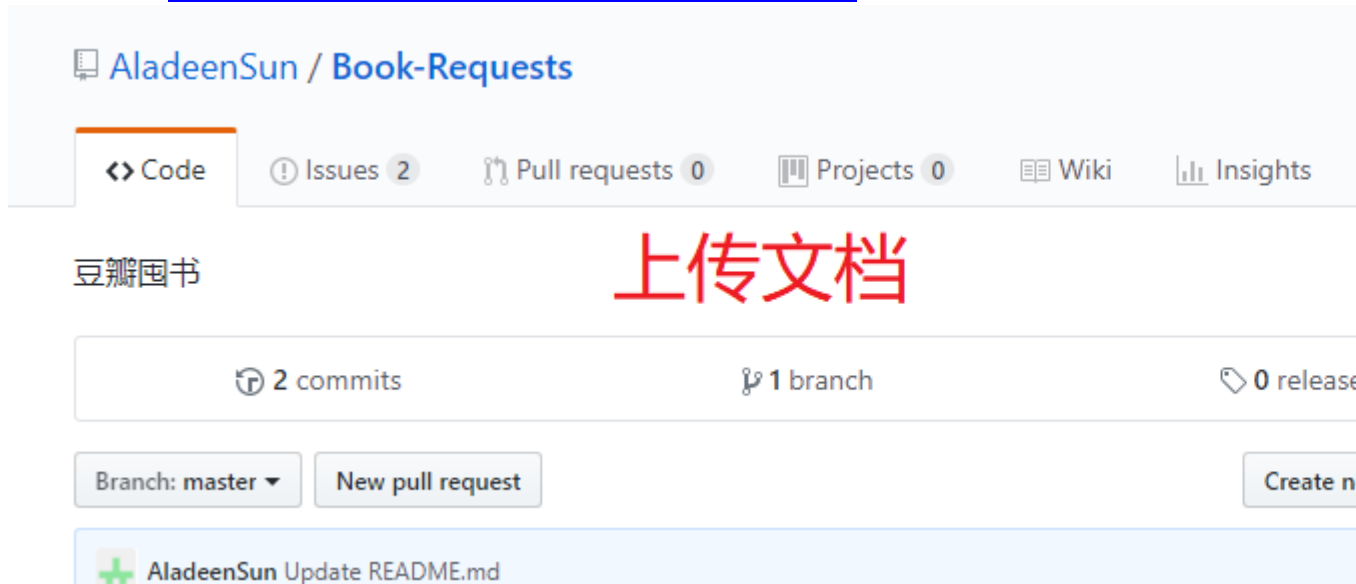 AladeenSun / Book-Requests
Code Issues 2 Pull requests 0 Projects 0 Wiki Insights
豆瓣囤书
上传文档
2 commits 1 branch 0 release
Branch: master New pull request Create n
AladeenSun Update README.md